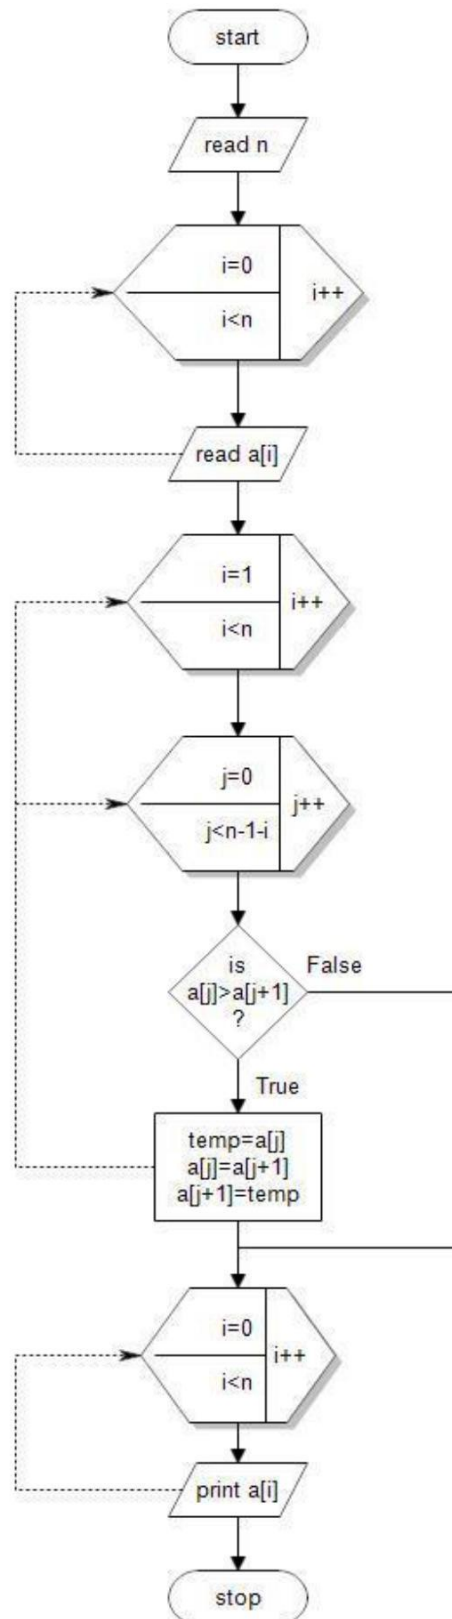 start
read n
i=0
i++
i<n
read a[i]
i=1
i++
i<n
j=0
j++
j<n-1-i
is
False
a[j]>a[j+1]
?
True
temp=a[j]
a[j]=a[j+1]
a[j+1]=temp
i=0
i++
i<n
print a[i]
stop